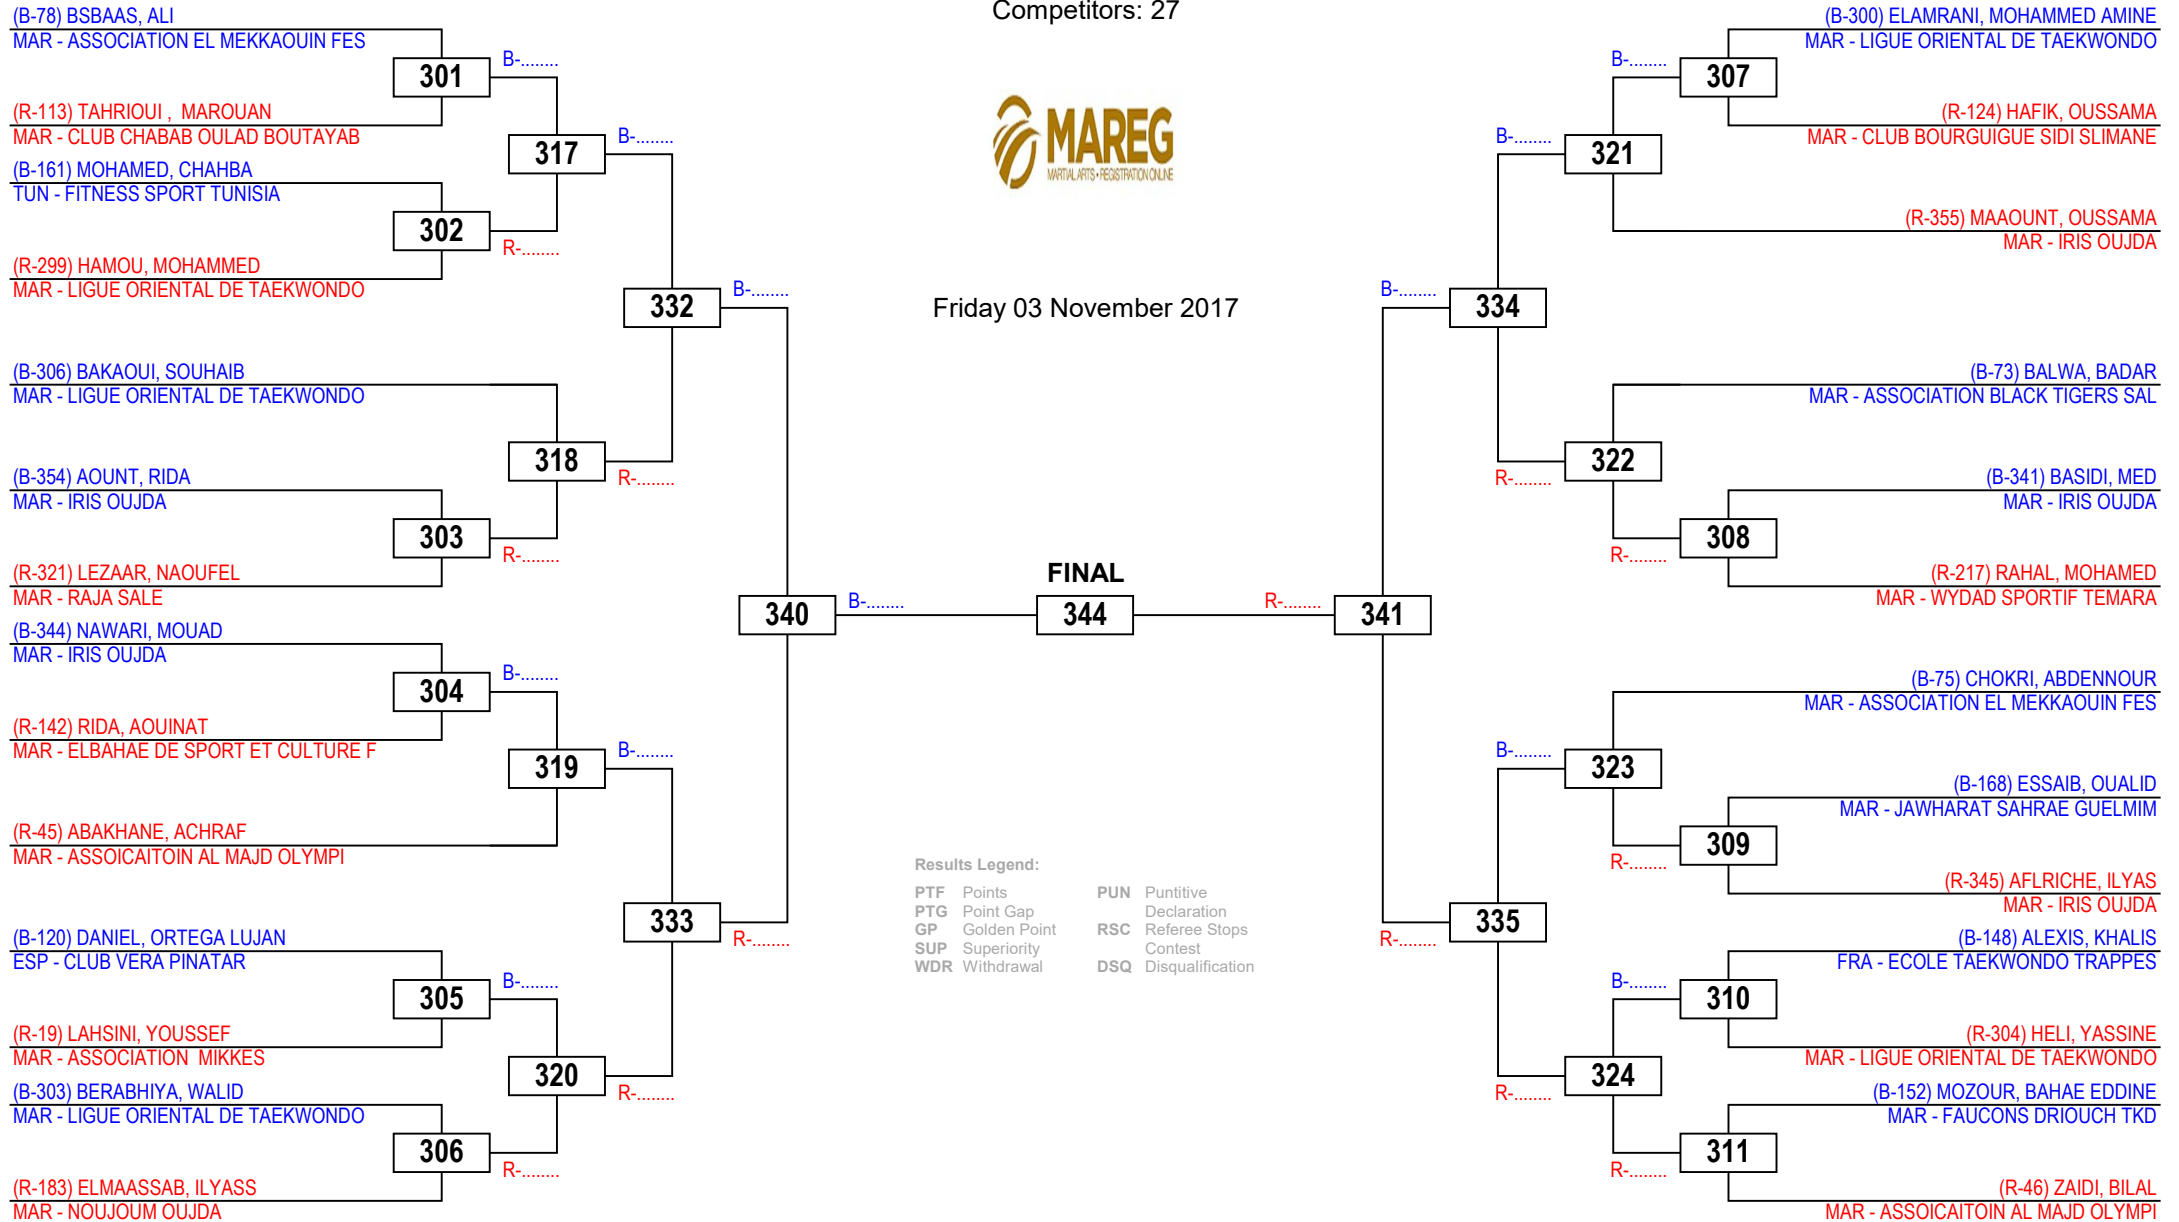 Competitors: 27
MAREG
MARTIAL ARTS • REGISTRATION ONLINE
Friday 03 November 2017
(B-78) BSBAAS, ALI
MAR - ASSOCIATION EL MEKKAOUIN FES
301
B-........
(R-113) TAHRIOUI , MAROUAN
MAR - CLUB CHABAB OULAD BOUTAYAB
317
B-........
(B-161) MOHAMED, CHAHBA
TUN - FITNESS SPORT TUNISIA
302
R-........
(R-299) HAMOU, MOHAMMED
MAR - LIGUE ORIENTAL DE TAEKWONDO
332
B-........
(B-306) BAKAOUI, SOUHAIB
MAR - LIGUE ORIENTAL DE TAEKWONDO
318
R-........
(B-354) AOUNT, RIDA
MAR - IRIS OUJDA
303
R-........
(R-321) LEZAAR, NAOUFEL
MAR - RAJA SALE
340
B-........
(B-344) NAWARI, MOUAD
MAR - IRIS OUJDA
304
B-........
(R-142) RIDA, AOUINAT
MAR - ELBAHAE DE SPORT ET CULTURE F
319
B-........
(R-45) ABAKHANE, ACHRAF
MAR - ASSOICAITOIN AL MAJD OLYMPI
333
R-........
(B-120) DANIEL, ORTEGA LUJAN
ESP - CLUB VERA PINATAR
305
B-........
(R-19) LAHSINI, YOUSSEF
MAR - ASSOCIATION  MIKKES
320
R-........
(B-303) BERABHIYA, WALID
MAR - LIGUE ORIENTAL DE TAEKWONDO
306
R-........
(R-183) ELMAASSAB, ILYASS
MAR - NOUJOUM OUJDA
FINAL
344
Results Legend:
PTF Points
PTG Point Gap
GP Golden Point
SUP Superiority
WDR Withdrawal
PUN Puntitive
Declaration
RSC Referee Stops
Contest
DSQ Disqualification
(B-300) ELAMRANI, MOHAMMED AMINE
MAR - LIGUE ORIENTAL DE TAEKWONDO
B-........
307
(R-124) HAFIK, OUSSAMA
MAR - CLUB BOURGUIGUE SIDI SLIMANE
B-........
321
(R-355) MAAOUNT, OUSSAMA
MAR - IRIS OUJDA
B-........
334
(B-73) BALWA, BADAR
MAR - ASSOCIATION BLACK TIGERS SAL
R-........
322
(B-341) BASIDI, MED
MAR - IRIS OUJDA
R-........
308
(R-217) RAHAL, MOHAMED
MAR - WYDAD SPORTIF TEMARA
R-........
341
(B-75) CHOKRI, ABDENNOUR
MAR - ASSOCIATION EL MEKKAOUIN FES
B-........
323
(B-168) ESSAIB, OUALID
MAR - JAWHARAT SAHRAE GUELMIM
R-........
309
(R-345) AFLRICHE, ILYAS
MAR - IRIS OUJDA
R-........
335
(B-148) ALEXIS, KHALIS
FRA - ECOLE TAEKWONDO TRAPPES
B-........
310
(R-304) HELI, YASSINE
MAR - LIGUE ORIENTAL DE TAEKWONDO
R-........
324
(B-152) MOZOUR, BAHAE EDDINE
MAR - FAUCONS DRIOUCH TKD
R-........
311
(R-46) ZAIDI, BILAL
MAR - ASSOICAITOIN AL MAJD OLYMPI